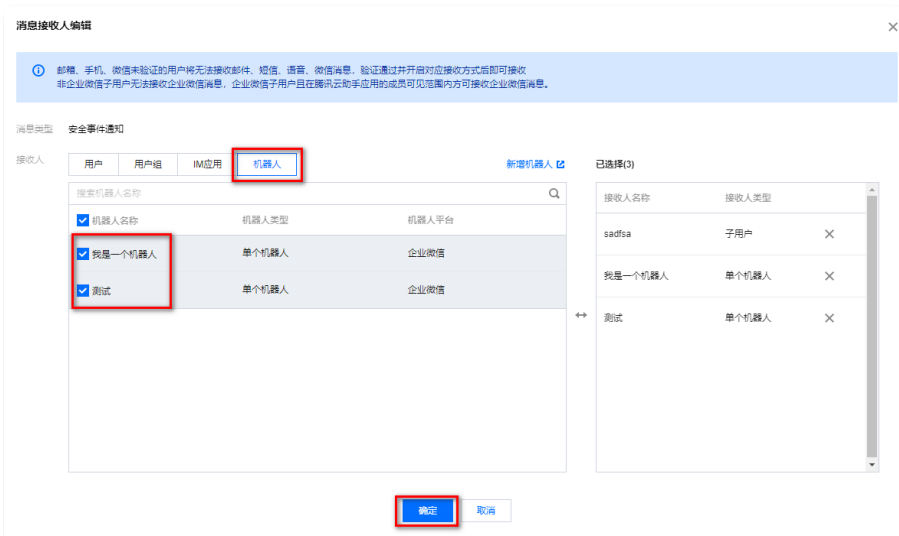 消息接收人编辑
邮箱、手机、微信未验证的用户将无法接收邮件、短信、语音、微信消息，验证通过并开启对应接收方式后即可接收
非企业微信子用户无法接收企业微信消息，企业微信子用户且在腾讯云助手应用的成员可见范围内方可接收企业微信消息。
消息类型 安全事件通知
接收人 用户 用户组 IM应用 机器人 新增机器人 已选择(3)
搜索机器人名称 接收人名称 接收人类型
机器人名称 机器人类型 机器人平台
sadfsa 子用户
我是一个机器人 单个机器人 企业微信
我是一个机器人 单个机器人
测试 单个机器人 企业微信
测试 单个机器人
确定 取消